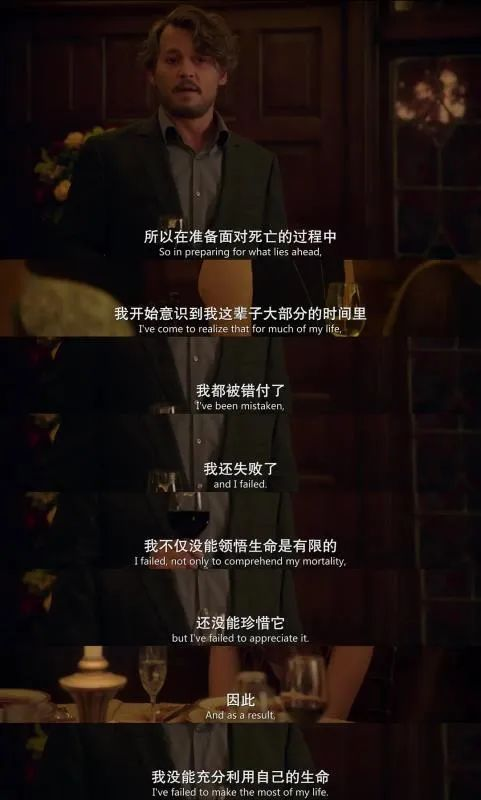 所以在准备面对死亡的过程中
So in preparing for what lies ahead,
我开始意识到我这辈子大部分的时间里
I've come to realize that for much of my life,
我都被错付了
I've been mistaken,
我还失败了
and I failed.
我不仅没能领悟生命是有限的
I failed, not only to comprehend my mortality,
还没能珍惜它
but I've failed to appreciate it.
因此
And as a result,
我没能充分利用自己的生命
I've failed to make the most of my life.